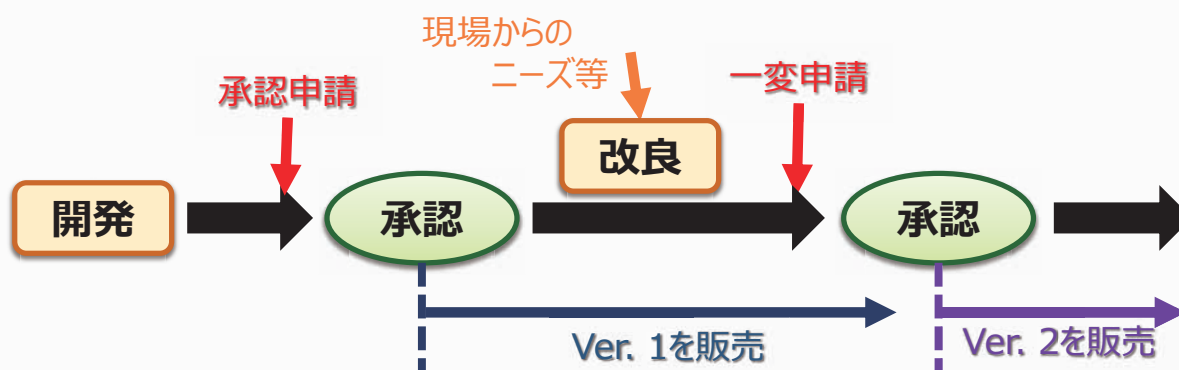 現場からの
ニーズ等
承認申請
一変申請
改良
開発
承認
承認
Ver. 1を販売
Ver. 2を販売